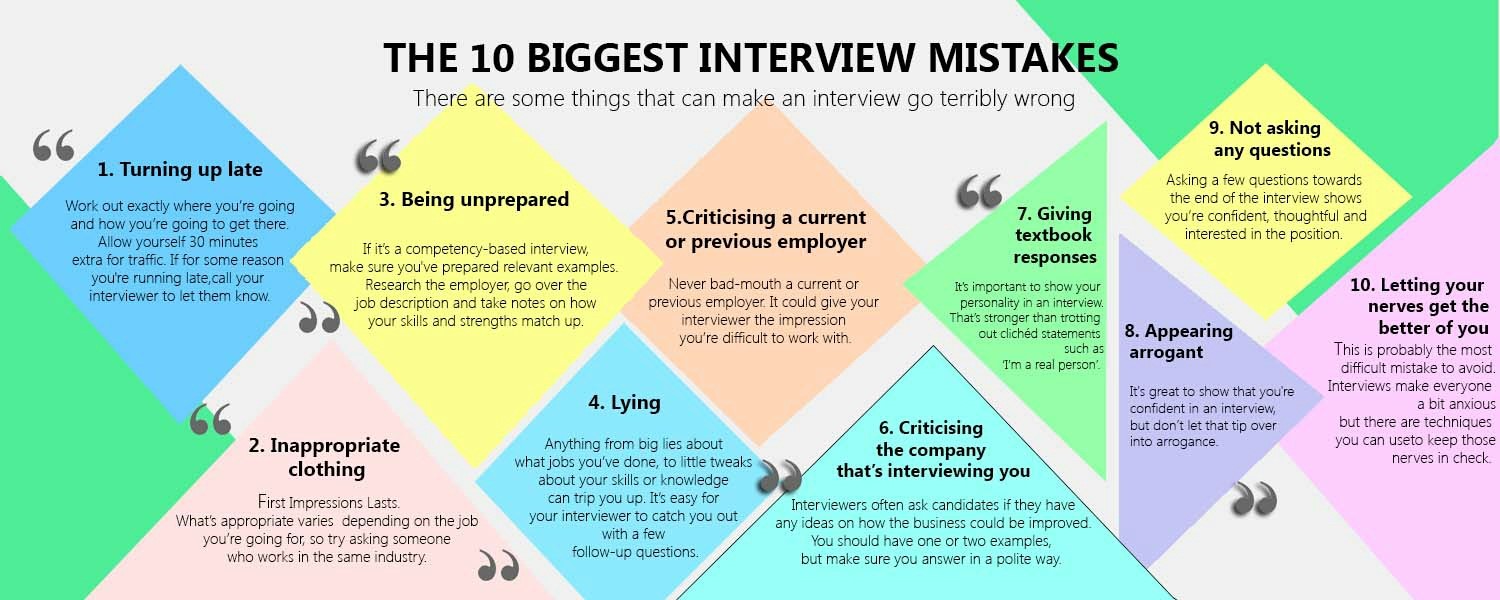 THE 10 BIGGEST INTERVIEW MISTAKES
There are some things that can make an interview go terribly wrong
1. Turning up late
Work out exactly where you're going
and how you're going to get there.
Allow yourself 30 minutes
extra for traffic. If for some reason
you're running late,call your
interviewer to let them know.
2. Inappropriate
clothing
First Impressions Lasts.
What's appropriate varies depending on the job
you're going for, so try asking someone
who works in the same industry.
3. Being unprepared
If it's a competency-based interview,
make sure you've prepared relevant examples.
Research the employer, go over the
job description and take notes on how
your skills and strengths match up.
4. Lying
Anything from big lies about
what jobs you've done, to little tweaks
about your skills or knowledge
can trip you up. It's easy for
your interviewer to catch you out
with a few
follow-up questions.
5.Criticising a current
or previous employer
Never bad-mouth a current or
previous employer. It could give your
interviewer the impression
you're difficult to work with.
6. Criticising
the company
that's interviewing you
Interviewers often ask candidates if they have
any ideas on how the business could be improved.
You should have one or two examples,
but make sure you answer in a polite way.
7. Giving
textbook
responses
It's important to show your
personality in an interview.
That's stronger than trotting
out clichéd statements
such as
'I'm a real person'.
8. Appearing
arrogant
It's great to show that you're
confident in an interview,
but don't let that tip over
into arrogance.
9. Not asking
any questions
Asking a few questions towards
the end of the interview shows
you're confident, thoughtful and
interested in the position.
10. Letting your
nerves get the
better of you
This is probably the most
difficult mistake to avoid.
Interviews make everyone
a bit anxious
but there are techniques
you can useto keep those
nerves in check.